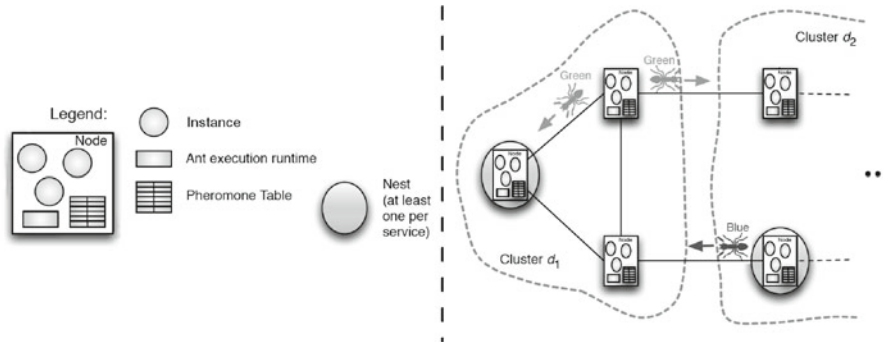 Legend:
Node
Instance
Ant execution runtime
Pheromone Table
Nest
(at least
one per
service)
Cluster d2
Node
Green
Green
Node
Node
Node
Blue
Node
Node
Cluster d1